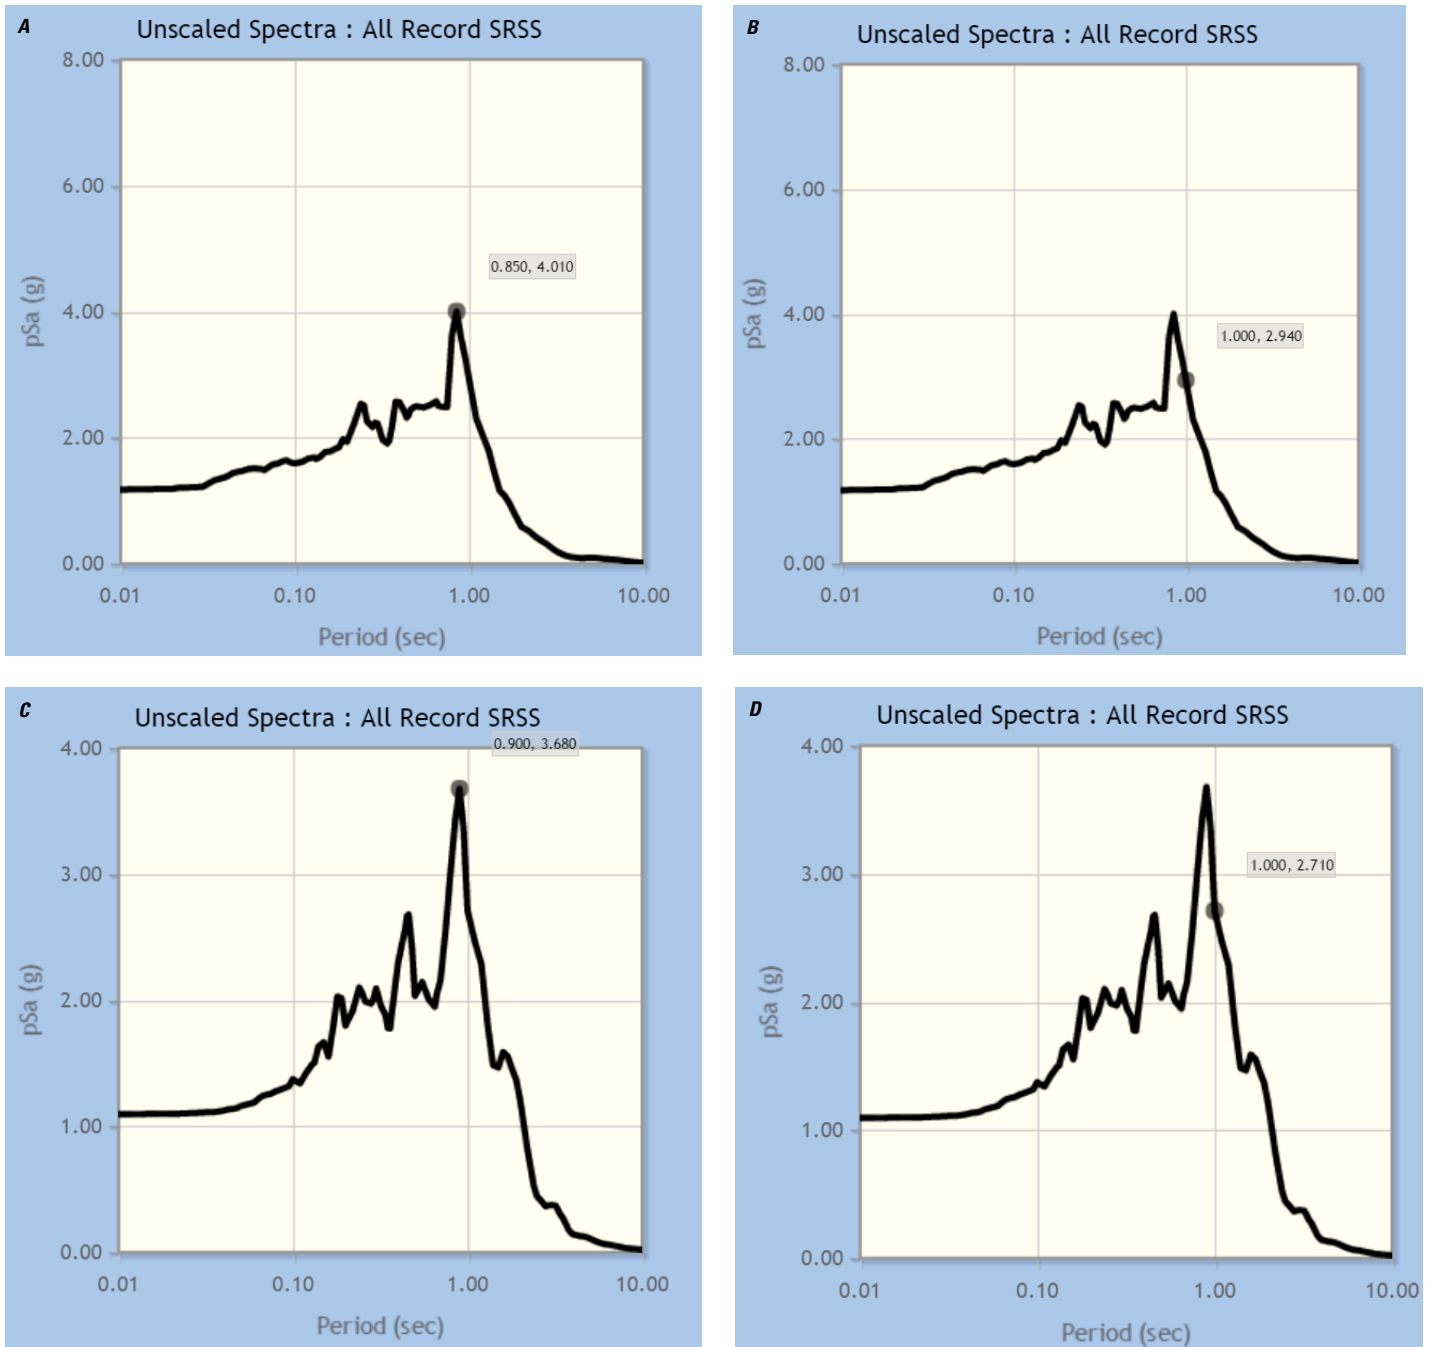 A
Unscaled Spectra : All Record SRSS
8.00
6.00
4.00
2.00
0.00
pSa (g)
0.850, 4.010
0.01
0.10
1.00
10.00
Period (sec)
B
Unscaled Spectra : All Record SRSS
8.00
6.00
4.00
2.00
0.00
pSa (g)
1.000, 2.940
0.01
0.10
1.00
10.00
Period (sec)
C
Unscaled Spectra : All Record SRSS
0.900, 3.680
4.00
3.00
2.00
1.00
0.00
pSa (g)
0.01
0.10
1.00
10.00
Period (sec)
D
Unscaled Spectra : All Record SRSS
4.00
3.00
2.00
1.00
0.00
pSa (g)
1.000, 2.710
0.01
0.10
1.00
10.00
Period (sec)